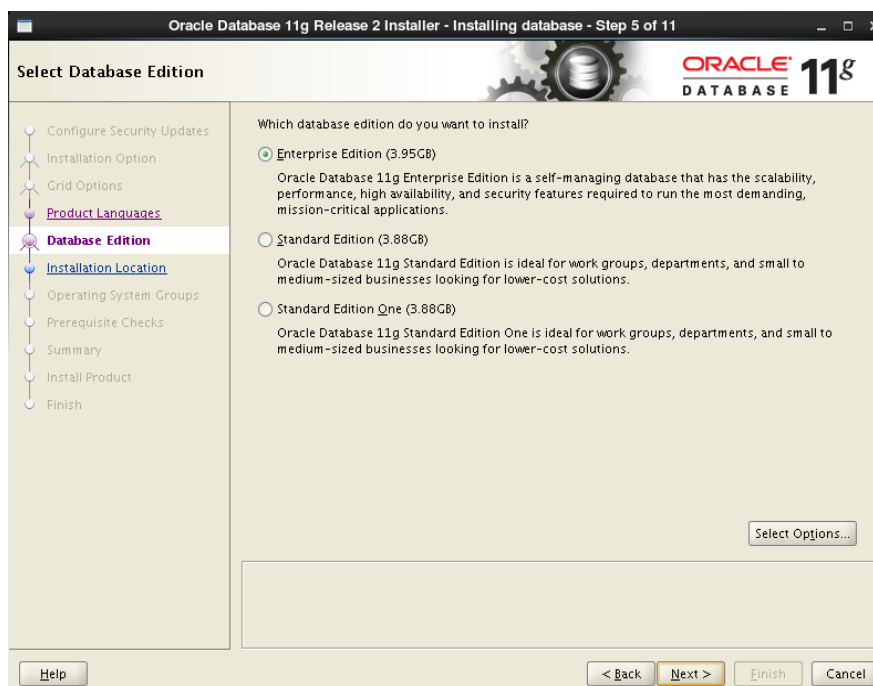 Oracle Database 11g Release 2 Installer - Installing database - Step 5 of 11
Select Database Edition
ORACLE
DATABASE
11g
Configure Security Updates
Installation Option
Grid Options
Product Languages
Database Edition
Installation Location
Operating System Groups
Prerequisite Checks
Summary
Install Product
Finish
Which database edition do you want to install?
Enterprise Edition (3.95GB)
Oracle Database 11g Enterprise Edition is a self-managing database that has the scalability,
performance, high availability, and security features required to run the most demanding,
mission-critical applications.
Standard Edition (3.88GB)
Oracle Database 11g Standard Edition is ideal for work groups, departments, and small to
medium-sized businesses looking for lower-cost solutions.
Standard Edition One (3.88GB)
Oracle Database 11g Standard Edition One is ideal for work groups, departments, and small to
medium-sized businesses looking for lower-cost solutions.
Select Options...
Help
< Back
Next >
Finish
Cancel